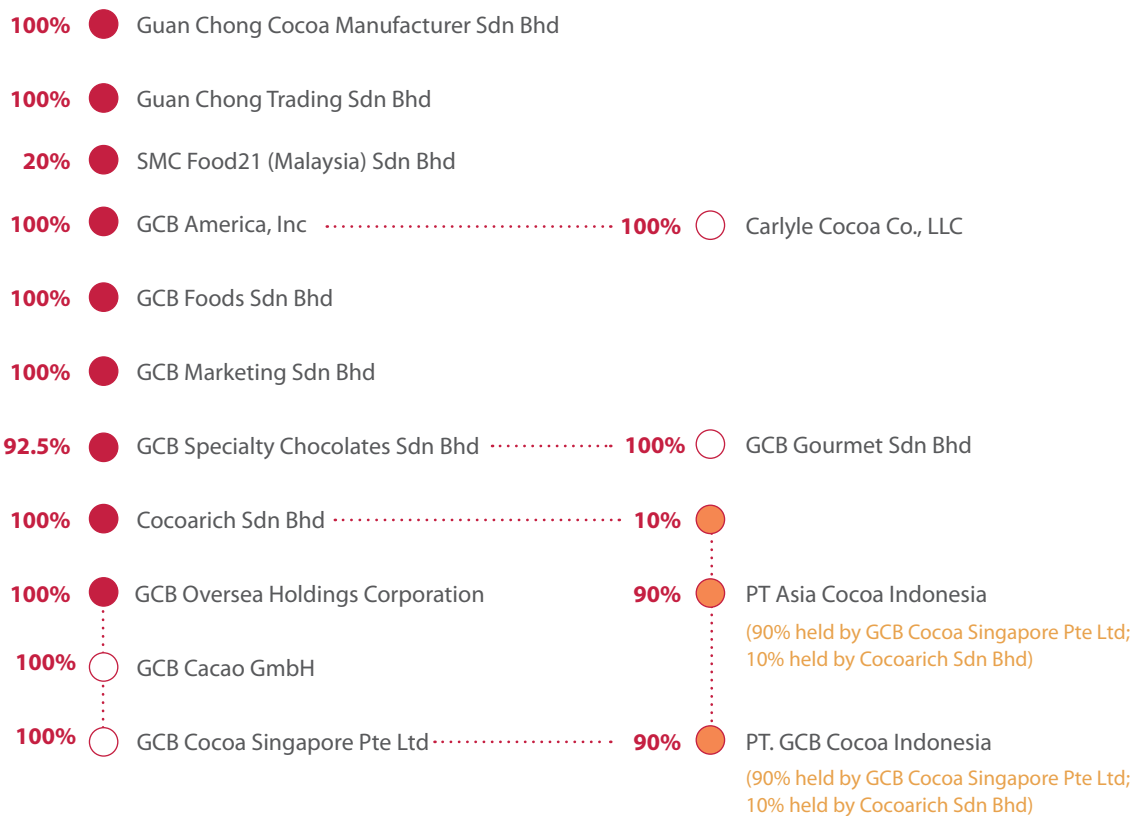 100% Guan Chong Cocoa Manufacturer Sdn Bhd
100% Guan Chong Trading Sdn Bhd
20% SMC Food21 (Malaysia) Sdn Bhd
100% GCB America, Inc 100% Carlyle Cocoa Co., LLC
100% GCB Foods Sdn Bhd
100% GCB Marketing Sdn Bhd
92.5% GCB Specialty Chocolates Sdn Bhd 100% GCB Gourmet Sdn Bhd
100% Cocoarich Sdn Bhd 10%
100% GCB Oversea Holdings Corporation 90% PT Asia Cocoa Indonesia
(90% held by GCB Cocoa Singapore Pte Ltd;
10% held by Cocoarich Sdn Bhd)
100% GCB Cacao GmbH
100% GCB Cocoa Singapore Pte Ltd 90% PT. GCB Cocoa Indonesia
(90% held by GCB Cocoa Singapore Pte Ltd;
10% held by Cocoarich Sdn Bhd)